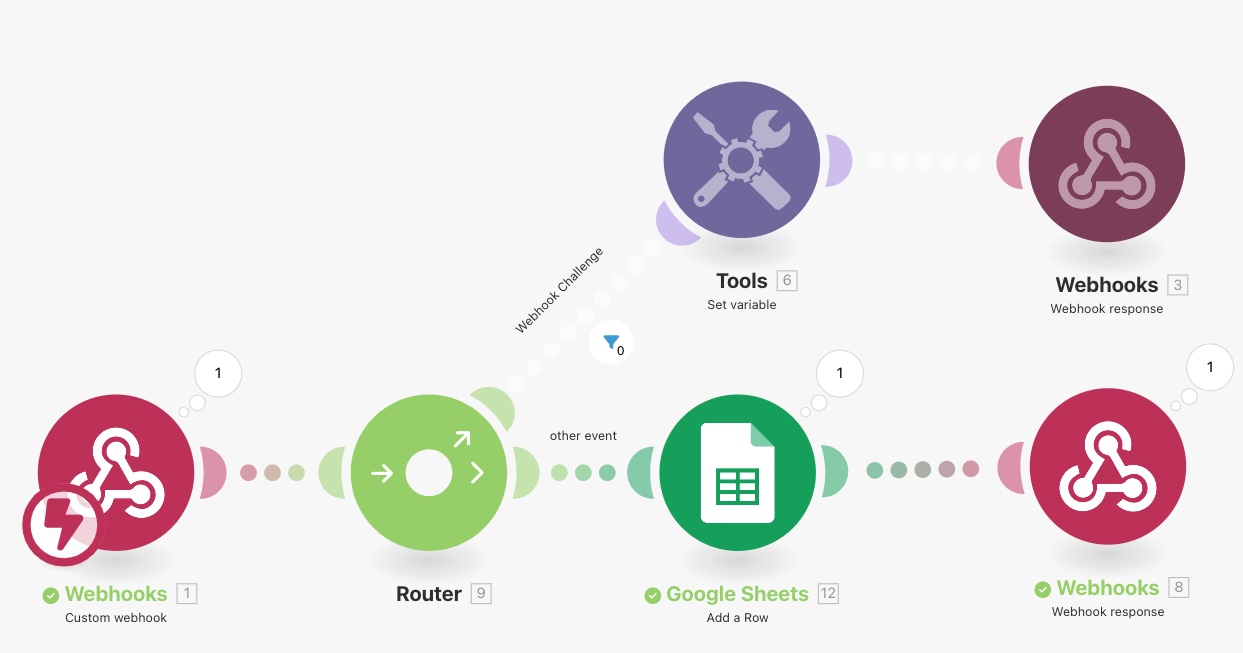 Tools 6
Set variable
Webhooks 3
Webhook response
Webhook Challenge
0
1
1
1
other event
Webhooks 1
Custom webhook
Router 9
Google Sheets 12
Add a Row
Webhooks 8
Webhook response